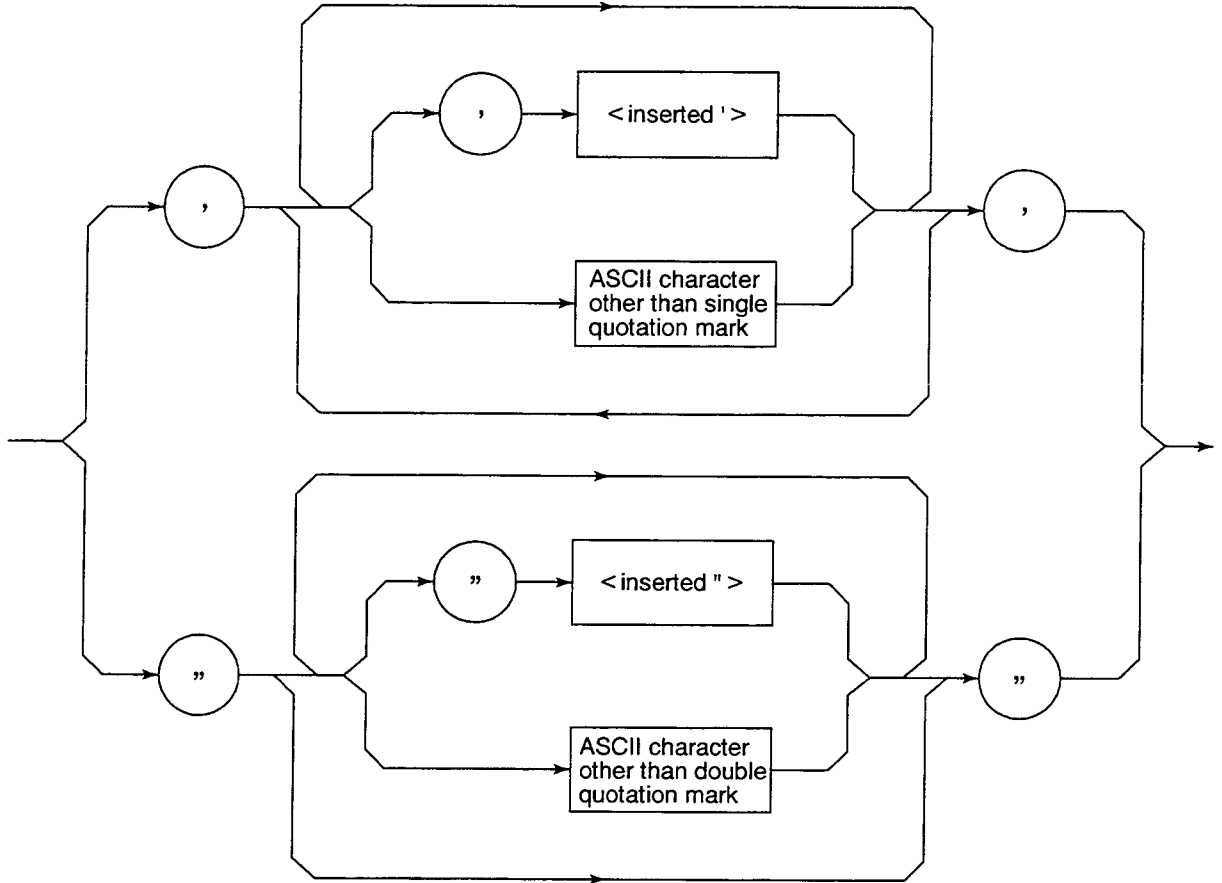 ’
<inserted '>
’
’
ASCII character
other than single
quotation mark
”
<inserted ">
”
”
ASCII character
other than double
quotation mark